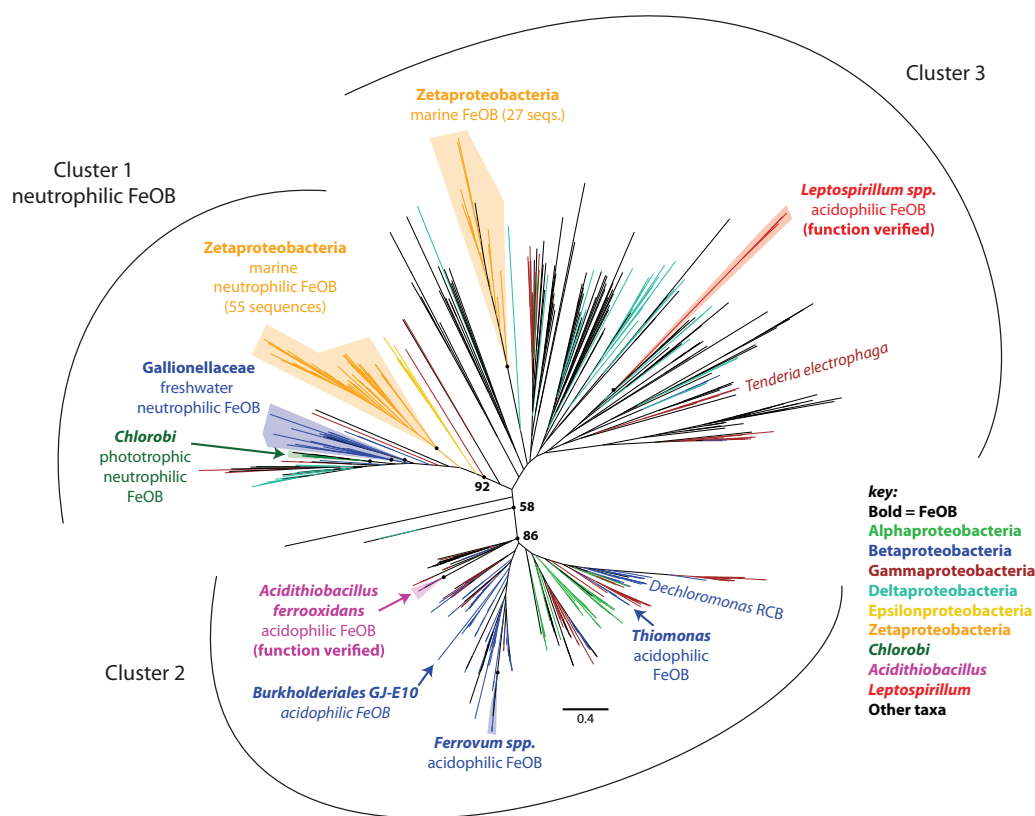 Cluster 3
Zetaproteobacteria
marine FeOB (27 seqs.)
Cluster 1
neutrophilic FeOB
Leptospirillum spp.
acidophilic FeOB
(function verified)
Zetaproteobacteria
marine
neutrophilic FeOB
(55 sequences)
Gallionellaceae
freshwater
neutrophilic FeOB
Tenderia electrophaga
Chlorobi
phototrophic
neutrophilic
FeOB
92
58
86
key:
Bold = FeOB
Alphaproteobacteria
Betaproteobacteria
Gammaproteobacteria
Deltaproteobacteria
Epsilonproteobacteria
Zetaproteobacteria
Chlorobi
Acidithiobacillus
Leptospirillum
Other taxa
Acidithiobacillus
ferrooxidans
acidophilic FeOB
(function verified)
Dechloromonas RCB
Thiomonas
acidophilic
FeOB
Cluster 2
Burkholderiales GJ-E10
acidophilic FeOB
0.4
Ferrovum spp.
acidophilic FeOB